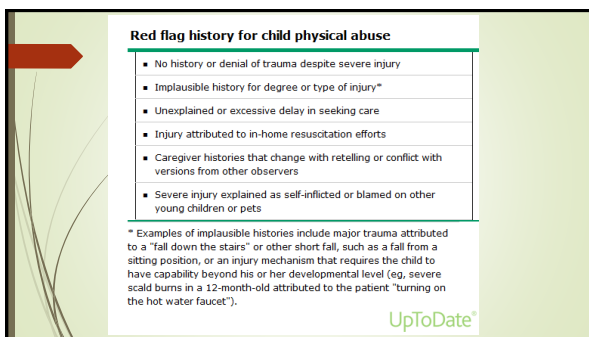 Red flag history for child physical abuse
▪ No history or denial of trauma despite severe injury
▪ Implausible history for degree or type of injury*
▪ Unexplained or excessive delay in seeking care
▪ Injury attributed to in-home resuscitation efforts
▪ Caregiver histories that change with retelling or conflict with
versions from other observers
▪ Severe injury explained as self-inflicted or blamed on other
young children or pets
* Examples of implausible histories include major trauma attributed
to a "fall down the stairs" or other short fall, such as a fall from a
sitting position, or an injury mechanism that requires the child to
have capability beyond his or her developmental level (eg, severe
scald burns in a 12-month-old attributed to the patient "turning on
the hot water faucet").
UpToDate®